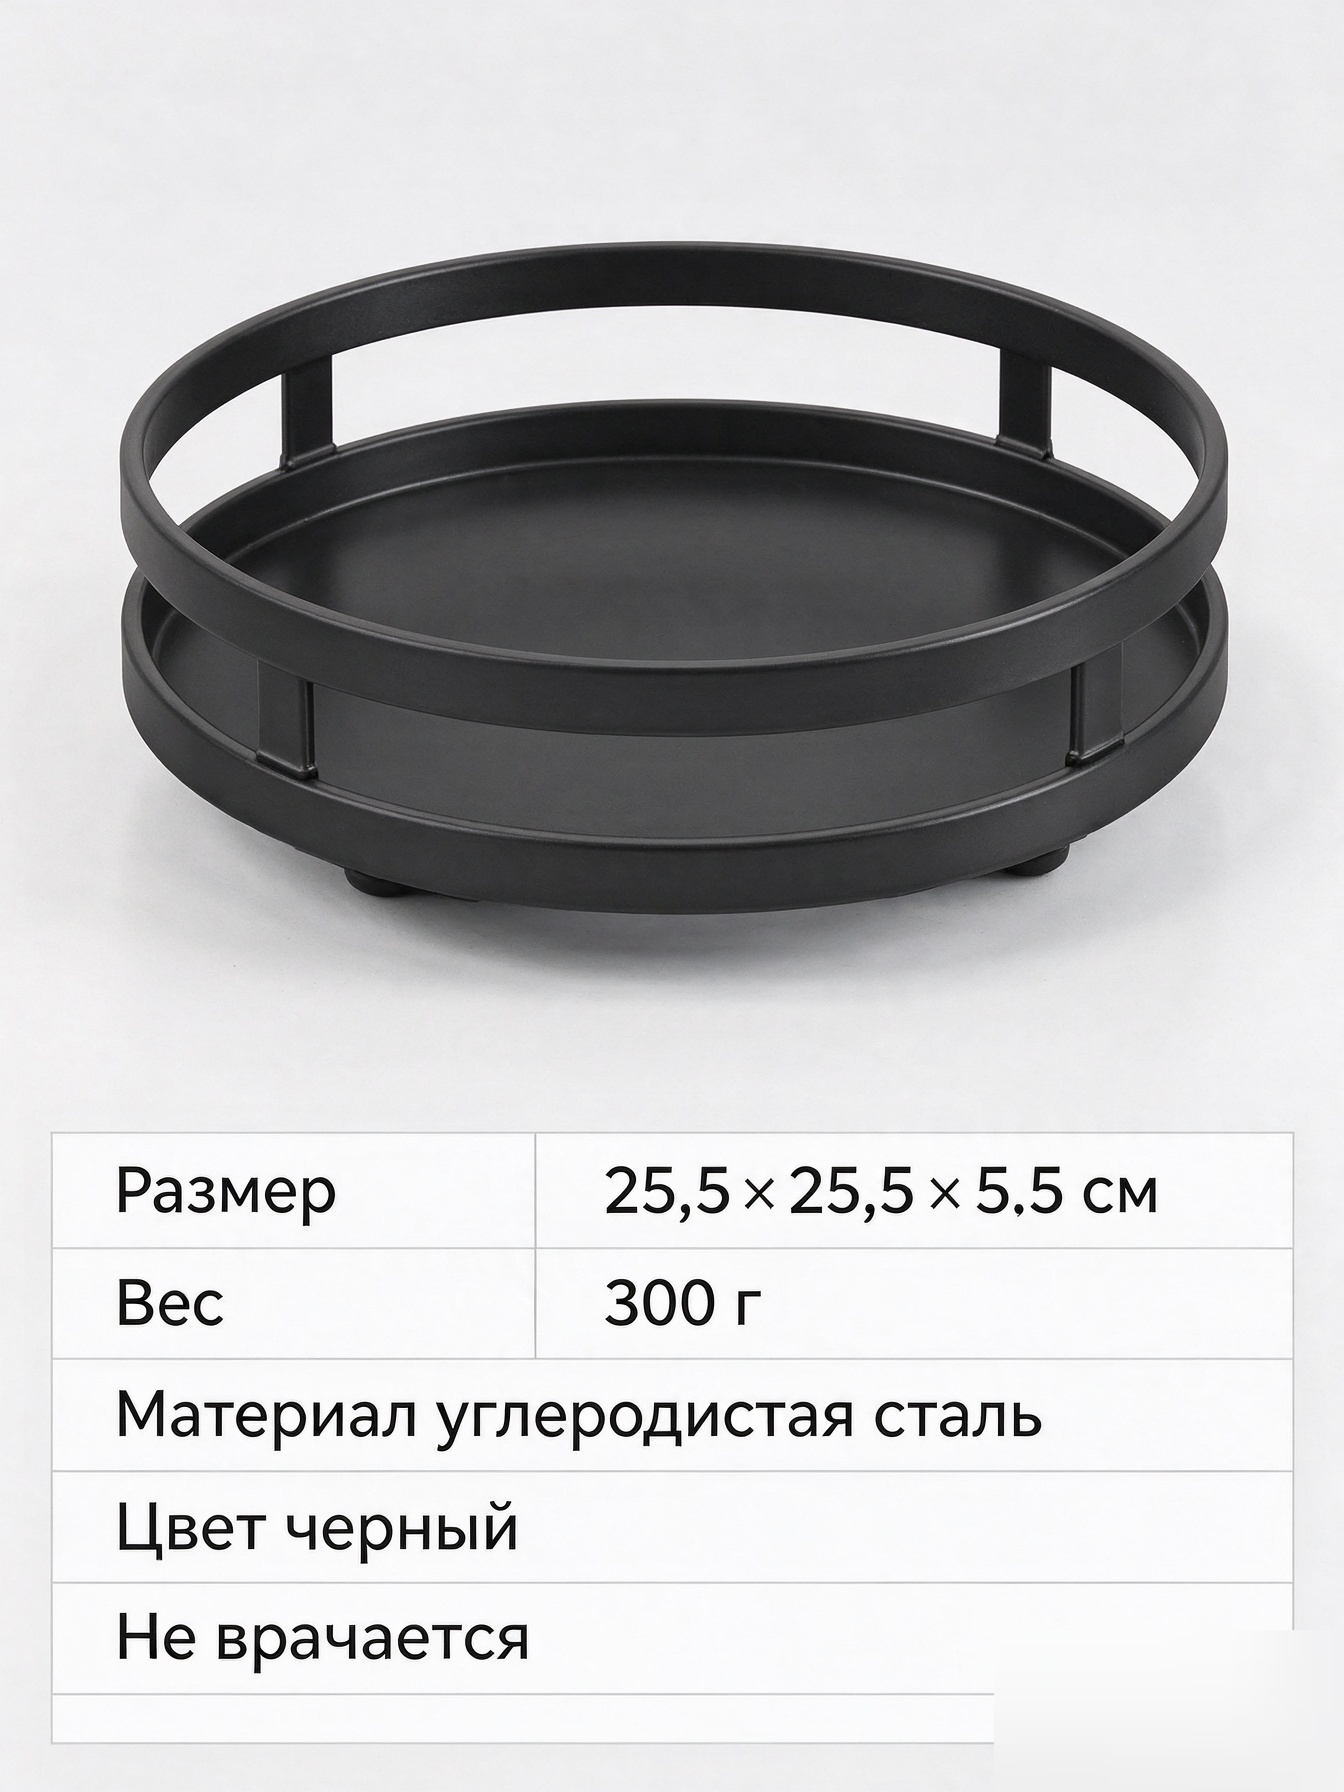 Размер 25,5×25,5×5,5 см
Вес 300 г
Материал углеродистая сталь
Цвет черный
Не врачается